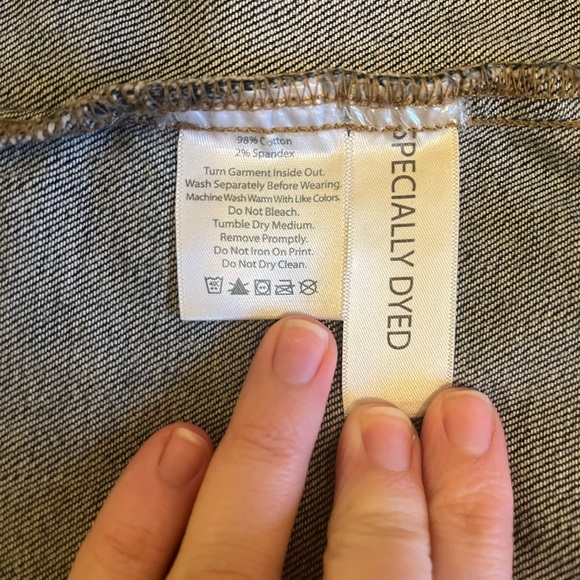 98% Cotton
2% Spandex
Turn Garment Inside Out.
Wash Separately Before Wearing.
Machine Wash Warm With Like Colors.
Do Not Bleach.
Tumble Dry Medium.
Remove Promptly.
Do Not Iron On Print.
Do Not Dry Clean.
SPECIALLY DYED